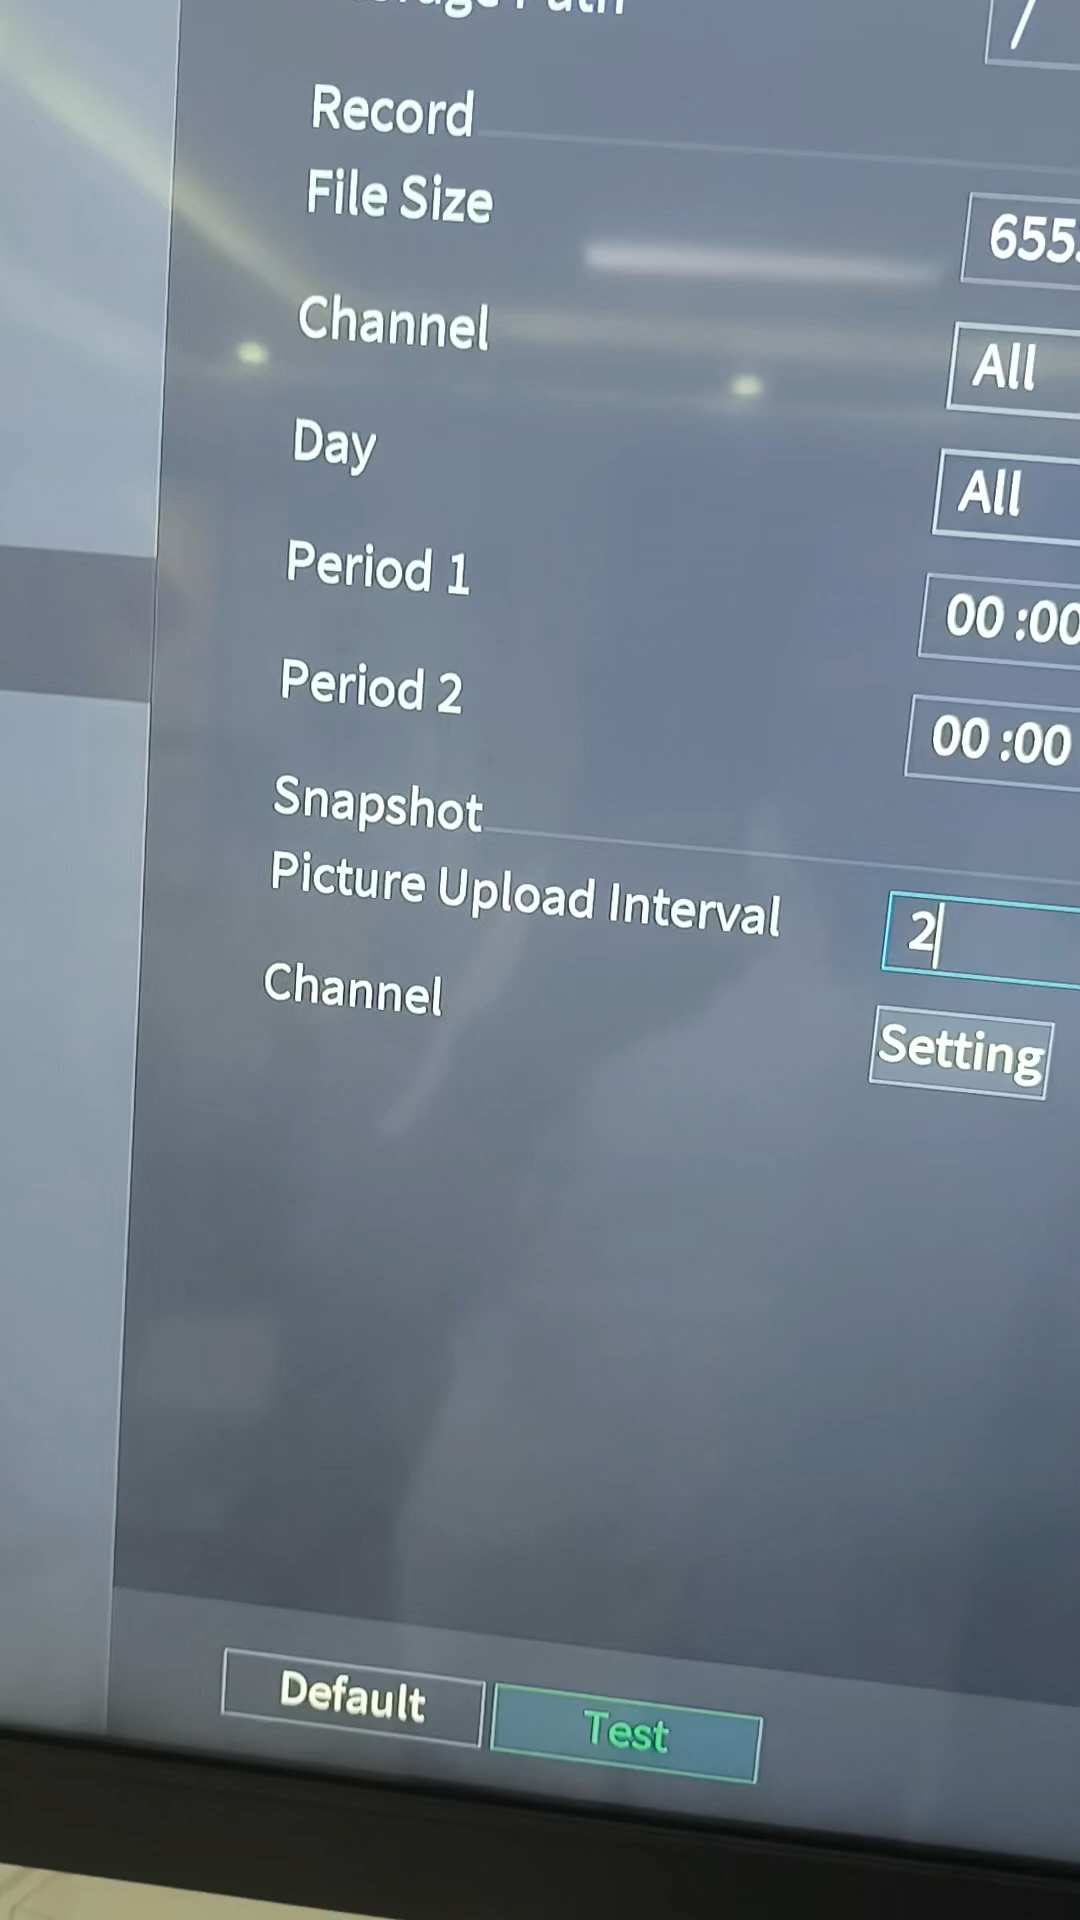 Record
File Size
Channel All
Day All
Period 1 00 :00
Period 2 00 :00
Snapshot
Picture Upload Interval 2
Channel Setting
Default Test